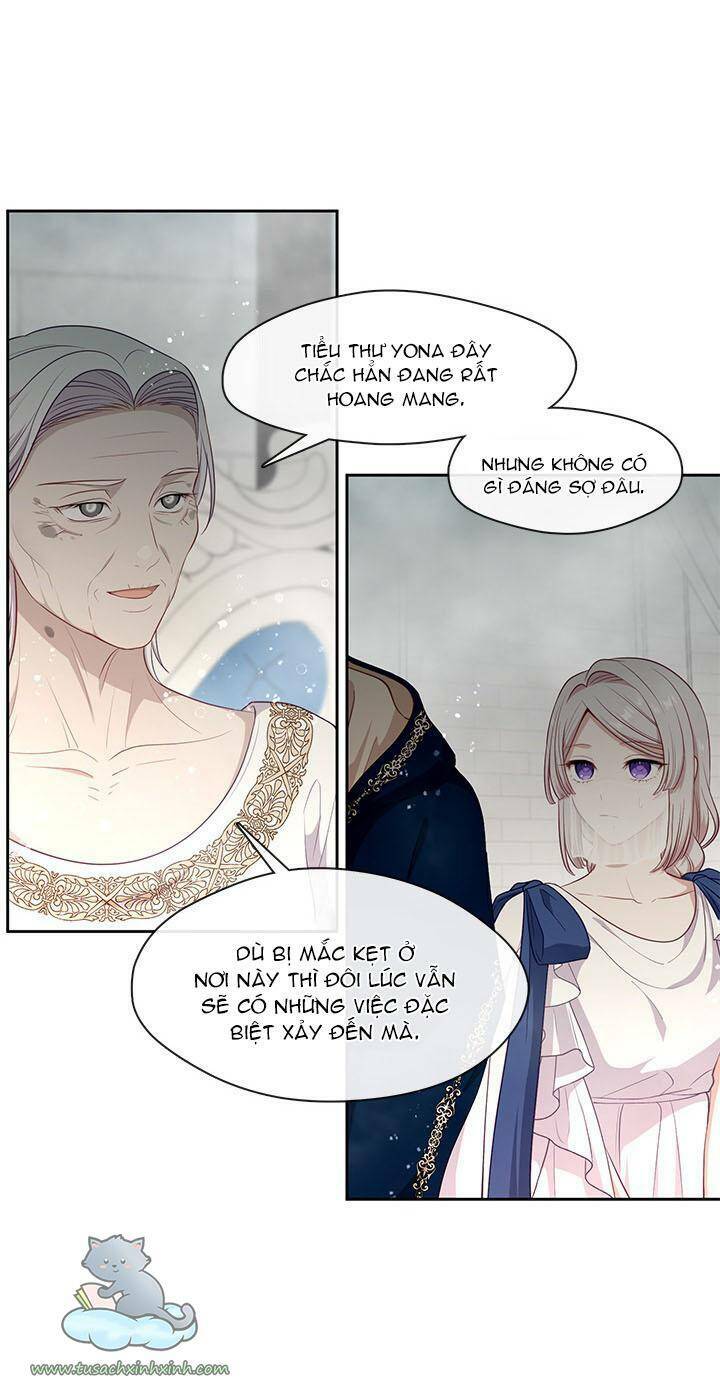 TIỂU THƯ YONA ĐÂY
CHẮC HẲN ĐANG RẤT
HOANG MANG.
NHƯNG KHÔNG CÓ
GÌ ĐÁNG SỢ ĐÂU.
DÙ BỊ MẮC KẸT Ở
NƠI NÀY THÌ ĐÔI LÚC VẪN
SẼ CÓ NHỮNG VIỆC ĐẶC
BIỆT XẢY ĐẾN MÀ.
www.tusachxinhxinh.com